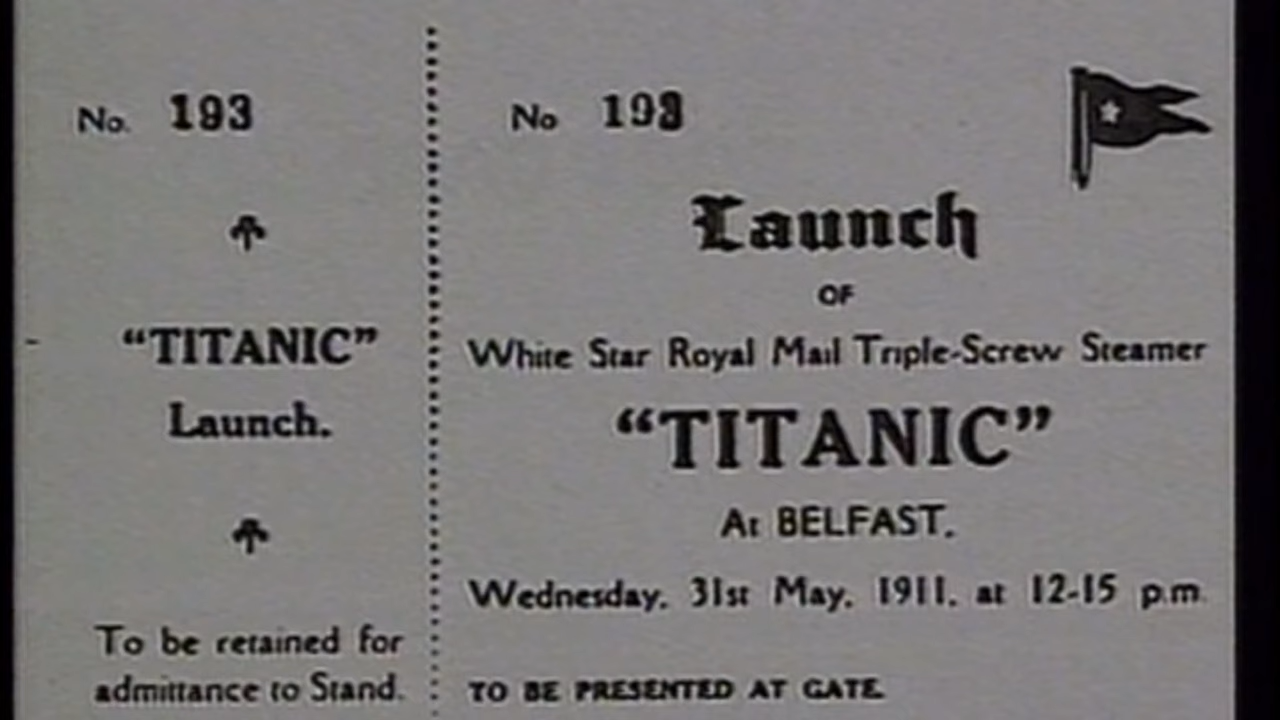 No. 193
"TITANIC"
Launch.
To be retained for
admittance to Stand.
No 193
Launch
OF
White Star Royal Mail Triple-Screw Steamer
"TITANIC"
At BELFAST.
Wednesday, 31st May, 1911, at 12-15 p.m.
TO BE PRESENTED AT GATE